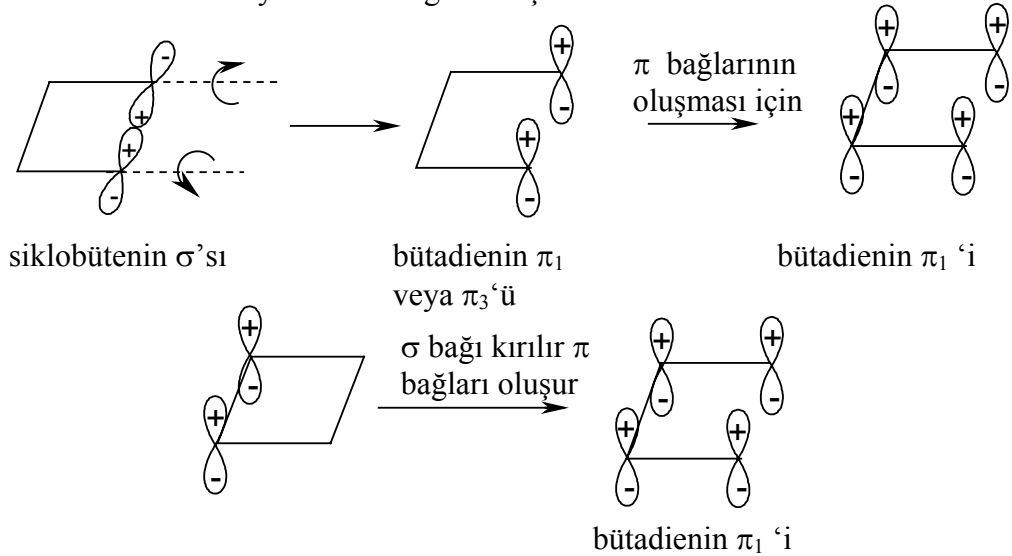 π bağlarının
oluşması için
siklobütenin σ’sı
bütadienin π₁
veya π₃‘ü
bütadienin π₁ ‘i
σ bağı kırılır π
bağları oluşur
bütadienin π₁ ‘i